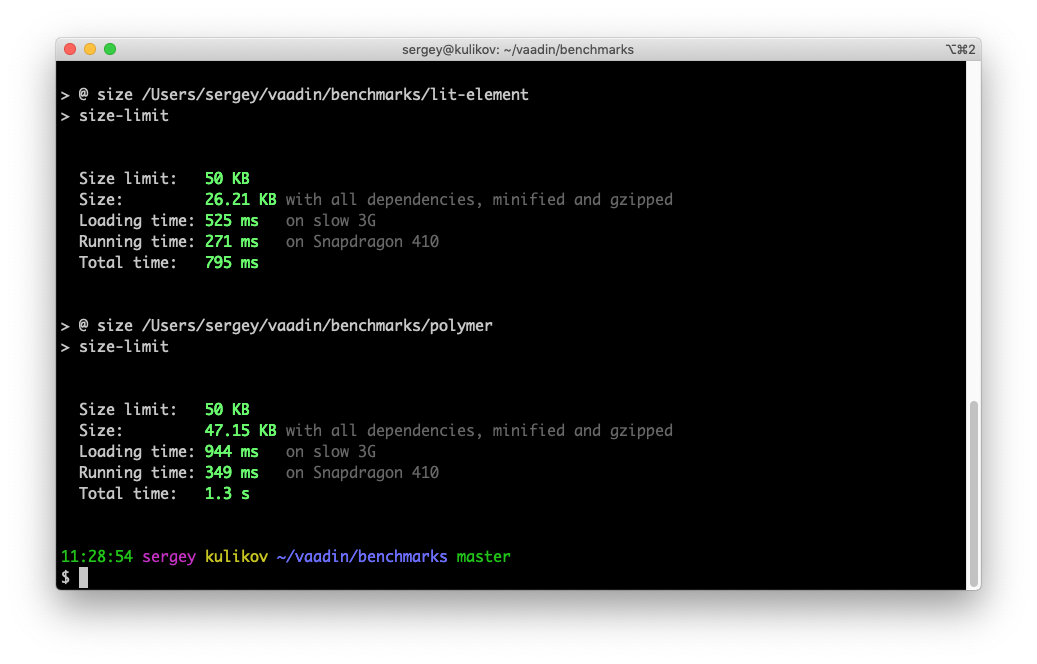 sergey@kulikov: ~/vaadin/benchmarks ⌥⌘2
> @ size /Users/sergey/vaadin/benchmarks/lit-element
> size-limit
Size limit: 50 KB
Size: 26.21 KB with all dependencies, minified and gzipped
Loading time: 525 ms on slow 3G
Running time: 271 ms on Snapdragon 410
Total time: 795 ms
> @ size /Users/sergey/vaadin/benchmarks/polymer
> size-limit
Size limit: 50 KB
Size: 47.15 KB with all dependencies, minified and gzipped
Loading time: 944 ms on slow 3G
Running time: 349 ms on Snapdragon 410
Total time: 1.3 s
11:28:54 sergey kulikov ~/vaadin/benchmarks master
$